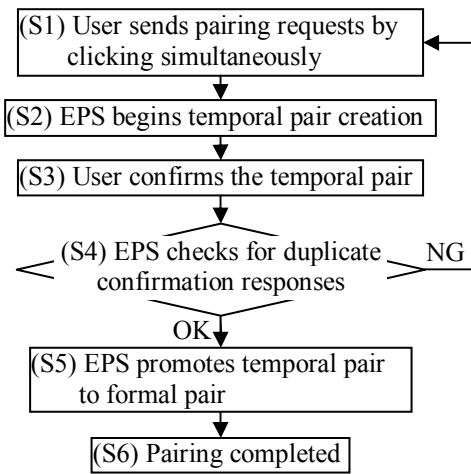 (S1) User sends pairing requests by
clicking simultaneously
(S2) EPS begins temporal pair creation
(S3) User confirms the temporal pair
(S4) EPS checks for duplicate
confirmation responses
NG
OK
(S5) EPS promotes temporal pair
to formal pair
(S6) Pairing completed